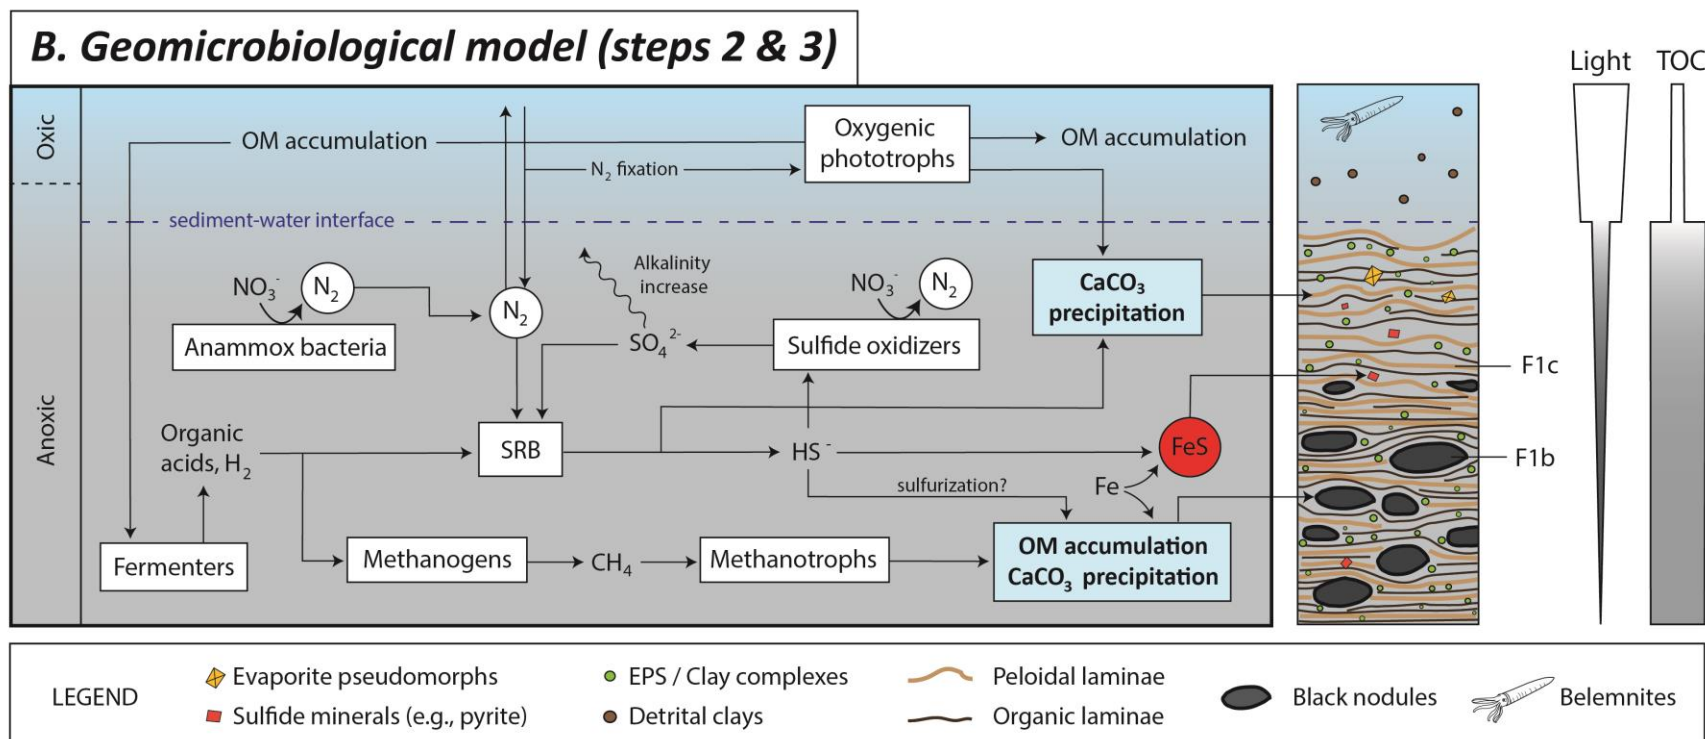 B. Geomicrobiological model (steps 2 & 3)
Light
TOC
Oxic
Anoxic
OM accumulation
Oxygenic
phototrophs
OM accumulation
N₂ fixation
sediment-water interface
NO₃⁻
N₂
Anammox bacteria
N₂
Alkalinity
increase
SO₄²⁻
NO₃⁻
N₂
Sulfide oxidizers
CaCO₃
precipitation
F1c
Organic
acids, H₂
SRB
HS⁻
FeS
F1b
sulfurization?
Fe
Fermenters
Methanogens
CH₄
Methanotrophs
OM accumulation
CaCO₃ precipitation
LEGEND
Evaporite pseudomorphs
Sulfide minerals (e.g., pyrite)
EPS / Clay complexes
Detrital clays
Peloidal laminae
Organic laminae
Black nodules
Belemnites